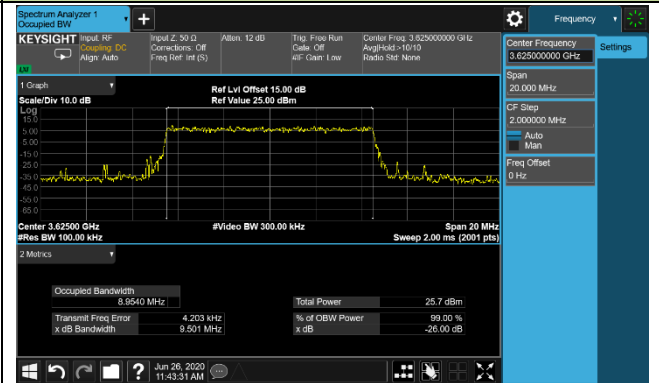 Spectrum Analyzer 1
Occupied BW
+
Frequency
KEYSIGHT
Input: RF
Coupling: DC
Align: Auto
Input Z: 50 Ω
Corrections: Off
Freq Ref: Int (S)
Atten: 12 dB
Trig: Free Run
Gate: Off
#IF Gain: Low
Center Freq: 3.625000000 GHz
Avg|Hold:>10/10
Radio Std: None
Center Frequency
3.625000000 GHz
Settings
Span
20.000 MHz
CF Step
2.000000 MHz
Auto
Man
Freq Offset
0 Hz
1 Graph
Scale/Div 10.0 dB
Ref Lvl Offset 15.00 dB
Ref Value 25.00 dBm
Log
15.0
5.00
-5.00
-15.0
-25.0
-35.0
-45.0
-55.0
-65.0
Center 3.62500 GHz
#Video BW 300.00 kHz
Span 20 MHz
#Res BW 100.00 kHz
Sweep 2.00 ms (2001 pts)
2 Metrics
Occupied Bandwidth
8.9540 MHz
Total Power 25.7 dBm
Transmit Freq Error 4.203 kHz
% of OBW Power 99.00 %
x dB Bandwidth 9.501 MHz
x dB -26.00 dB
?
Jun 26, 2020
11:43:31 AM